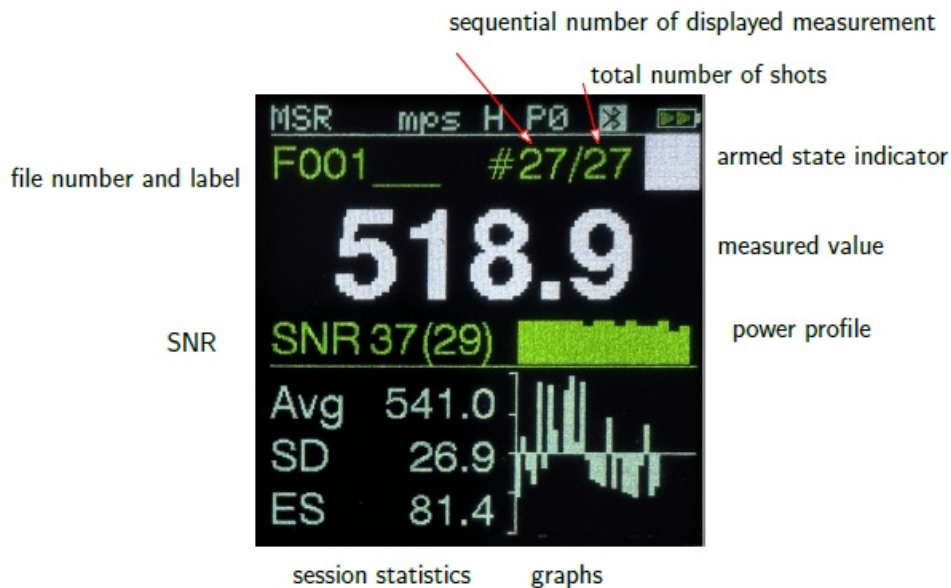 sequential number of displayed measurement
total number of shots
MSR mps H P0
file number and label
F001___ #27/27
armed state indicator
518.9
measured value
SNR
SNR 37(29)
power profile
Avg 541.0
SD 26.9
ES 81.4
session statistics
graphs